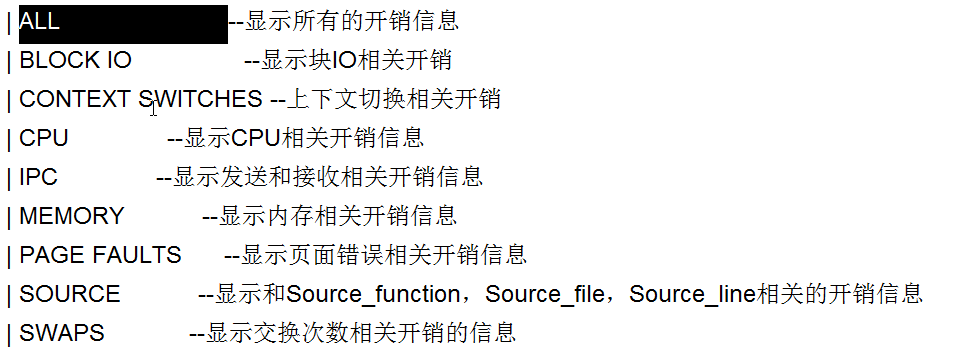 | ALL --显示所有的开销信息
| BLOCK IO --显示块IO相关开销
| CONTEXT SWITCHES --上下文切换相关开销
| CPU --显示CPU相关开销信息
| IPC --显示发送和接收相关开销信息
| MEMORY --显示内存相关开销信息
| PAGE FAULTS --显示页面错误相关开销信息
| SOURCE --显示和Source_function，Source_file，Source_line相关的开销信息
| SWAPS --显示交换次数相关开销的信息